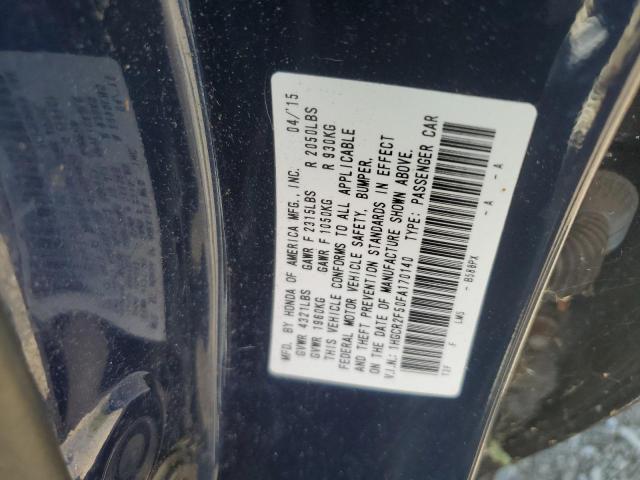 MFD. BY HONDA OF AMERICA MFG., INC. 04/'15
GVWR 4321LBS GAWR F 2315LBS R 2050LBS
GVWR 1960KG GAWR F 1050KG R 930KG
THIS VEHICLE CONFORMS TO ALL APPLICABLE
FEDERAL MOTOR VEHICLE SAFETY, BUMPER,
AND THEFT PREVENTION STANDARDS IN EFFECT
ON THE DATE OF MANUFACTURE SHOWN ABOVE.
V.I.N.: 1HGCR2F50FA170140 TYPE: PASSENGER CAR
F LMS - B588PX - A - A